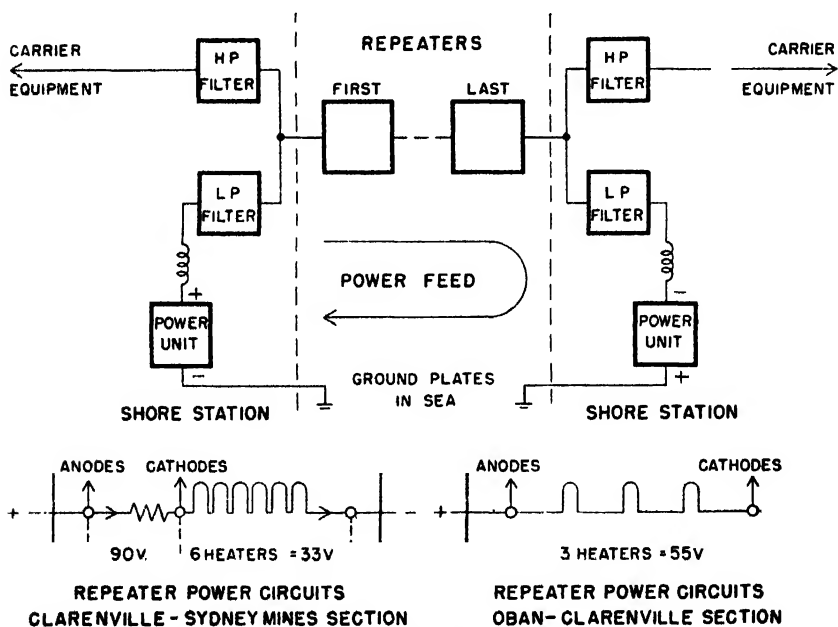 CARRIER
EQUIPMENT
HP
FILTER
REPEATERS
FIRST
LAST
HP
FILTER
CARRIER
EQUIPMENT
LP
FILTER
LP
FILTER
+
POWER
UNIT
-
POWER FEED
-
POWER
UNIT
+
GROUND PLATES
IN SEA
SHORE STATION
SHORE STATION
ANODES
CATHODES
+
-
90V.
6 HEATERS = 33V
REPEATER POWER CIRCUITS
CLARENVILLE - SYDNEY MINES SECTION
ANODES
CATHODES
+
3 HEATERS = 55V
REPEATER POWER CIRCUITS
OBAN - CLARENVILLE SECTION